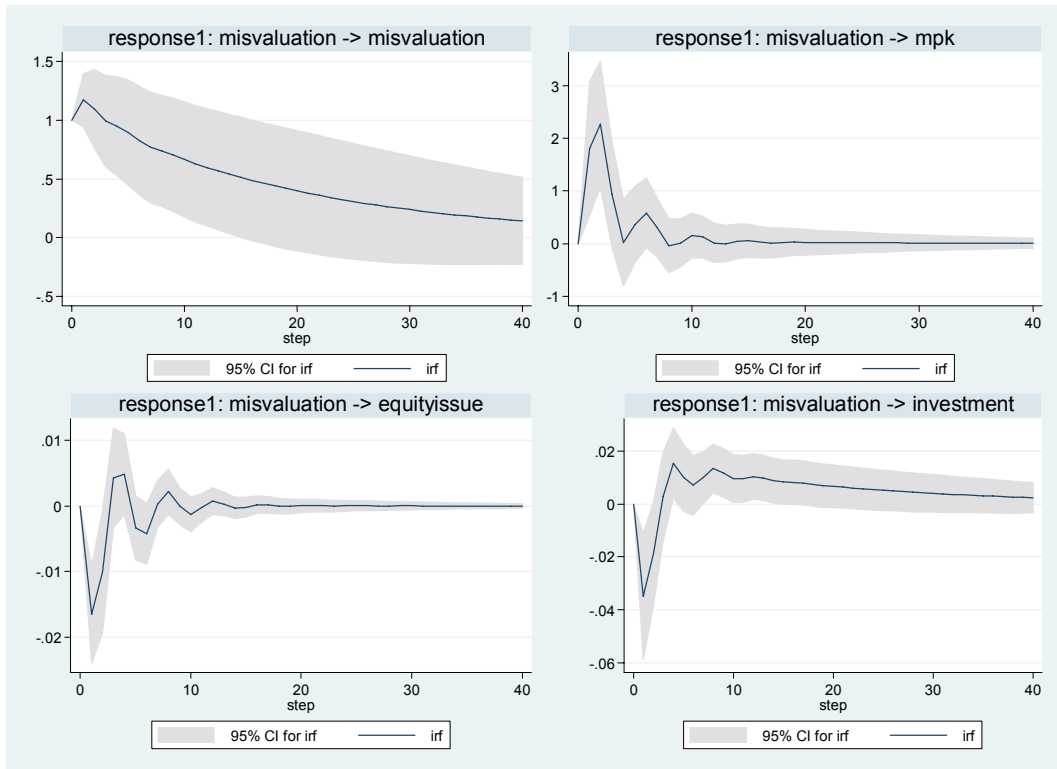 response1: misvaluation -> misvaluation
1.5
1
.5
0
-.5
0 10 20 30 40
step
95% CI for irf irf
response1: misvaluation -> mpk
3
2
1
0
-1
0 10 20 30 40
step
95% CI for irf irf
response1: misvaluation -> equityissue
.01
0
-.01
-.02
0 10 20 30 40
step
95% CI for irf irf
response1: misvaluation -> investment
.02
0
-.02
-.04
-.06
0 10 20 30 40
step
95% CI for irf irf